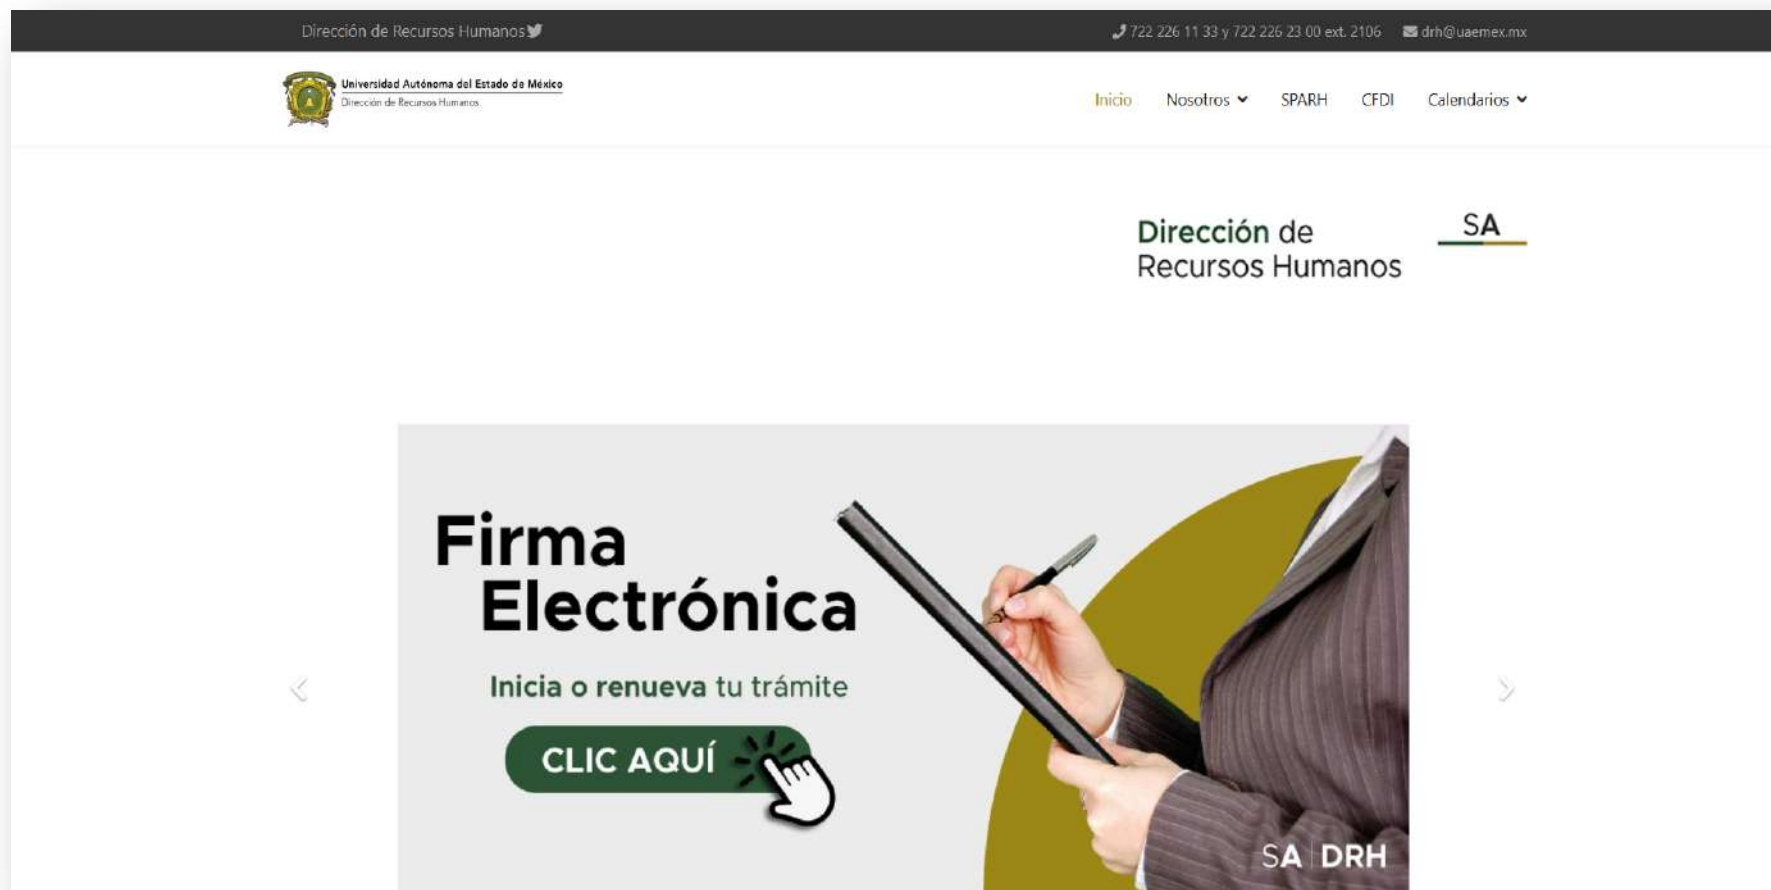 Dirección de Recursos Humanos
722 226 11 33 y 722 226 23 00 ext. 2106
drh@uaemex.mx
Universidad Autónoma del Estado de México
Dirección de Recursos Humanos
Inicio Nosotros SPARH CFDI Calendarios
Dirección de
Recursos Humanos
SA
Firma
Electrónica
Inicia o renueva tu trámite
CLIC AQUÍ
SA DRH